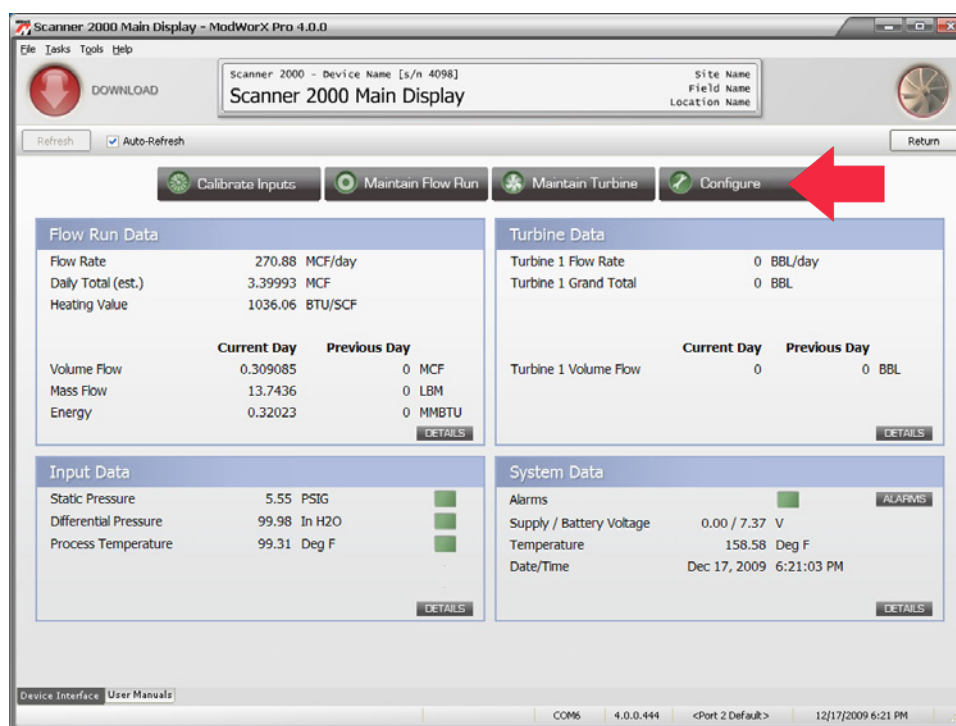 Scanner 2000 Main Display - ModWorX Pro 4.0.0
File Tasks Tools Help
DOWNLOAD
Scanner 2000 - Device Name [s/n 4098]
Scanner 2000 Main Display
Site Name
Field Name
Location Name
Refresh Auto-Refresh Return
Calibrate Inputs Maintain Flow Run Maintain Turbine Configure
Flow Run Data
Flow Rate 270.88 MCF/day
Daily Total (est.) 3.39993 MCF
Heating Value 1036.06 BTU/SCF
Current Day Previous Day
Volume Flow 0.309085 0 MCF
Mass Flow 13.7436 0 LBM
Energy 0.32023 0 MMBTU
DETAILS
Turbine Data
Turbine 1 Flow Rate 0 BBL/day
Turbine 1 Grand Total 0 BBL
Current Day Previous Day
Turbine 1 Volume Flow 0 0 BBL
DETAILS
Input Data
Static Pressure 5.55 PSIG
Differential Pressure 99.98 In H2O
Process Temperature 99.31 Deg F
DETAILS
System Data
Alarms ALARMS
Supply / Battery Voltage 0.00 / 7.37 V
Temperature 158.58 Deg F
Date/Time Dec 17, 2009 6:21:03 PM
DETAILS
Device Interface User Manuals
COM6 4.0.0.444 <Port 2 Default> 12/17/2009 6:21 PM